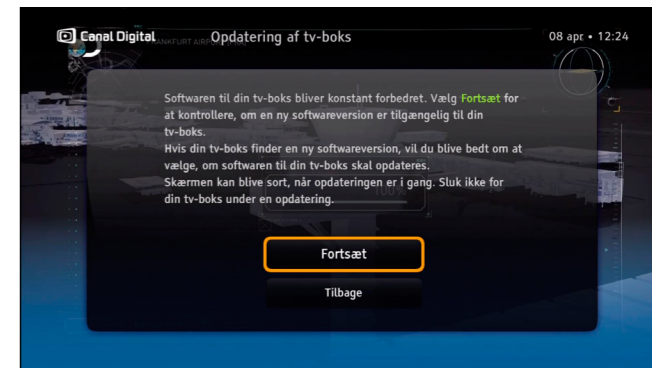 Canal Digital
Opdatering af tv-boks
08 apr. • 12:24
FRANKFURT AIRPORT
Softwaren til din tv-boks bliver konstant forbedret. Vælg Fortsæt for
at kontrollere, om en ny softwareversion er tilgængelig til din
tv-boks.
Hvis din tv-boks finder en ny softwareversion, vil du blive bedt om at
vælge, om softwaren til din tv-boks skal opdateres.
Skærmen kan blive sort, når opdateringen er i gang. Sluk ikke for
din tv-boks under en opdatering.
100%
Fortsæt
Tilbage